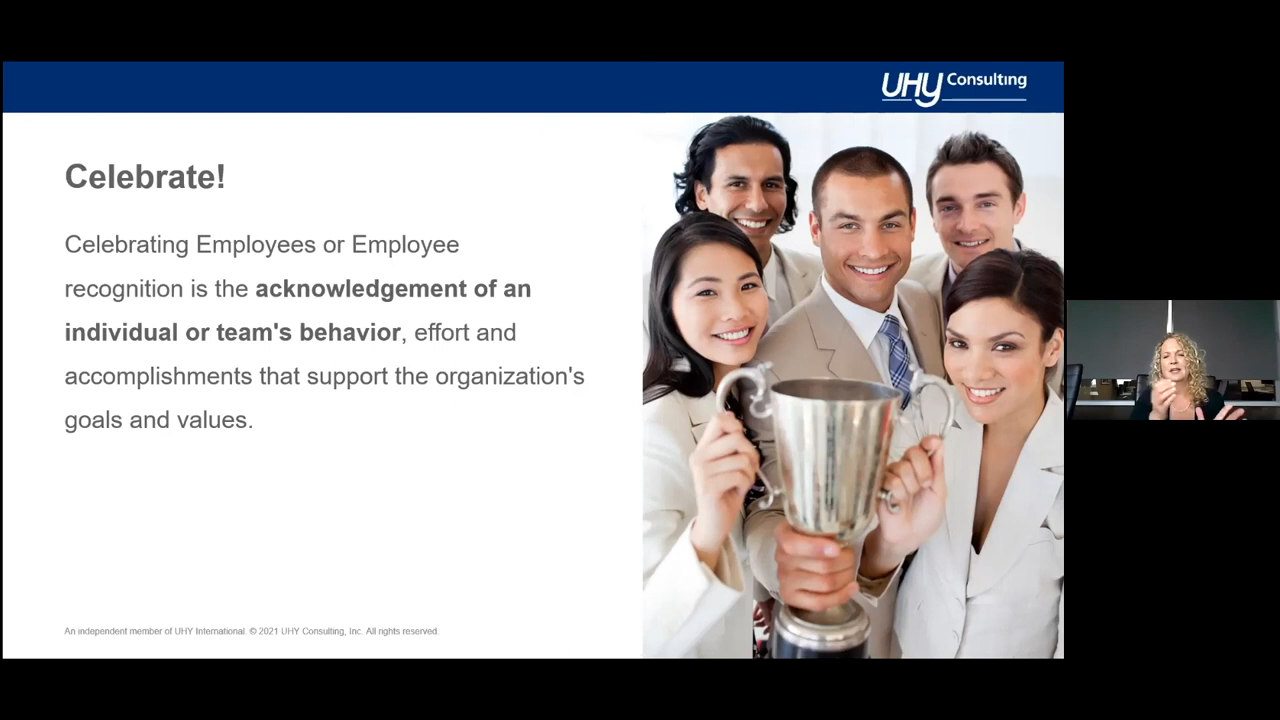 UHY Consulting
Celebrate!
Celebrating Employees or Employee
recognition is the acknowledgement of an
individual or team's behavior, effort and
accomplishments that support the organization's
goals and values.
An independent member of UHY International. © 2021 UHY Consulting, Inc. All rights reserved.